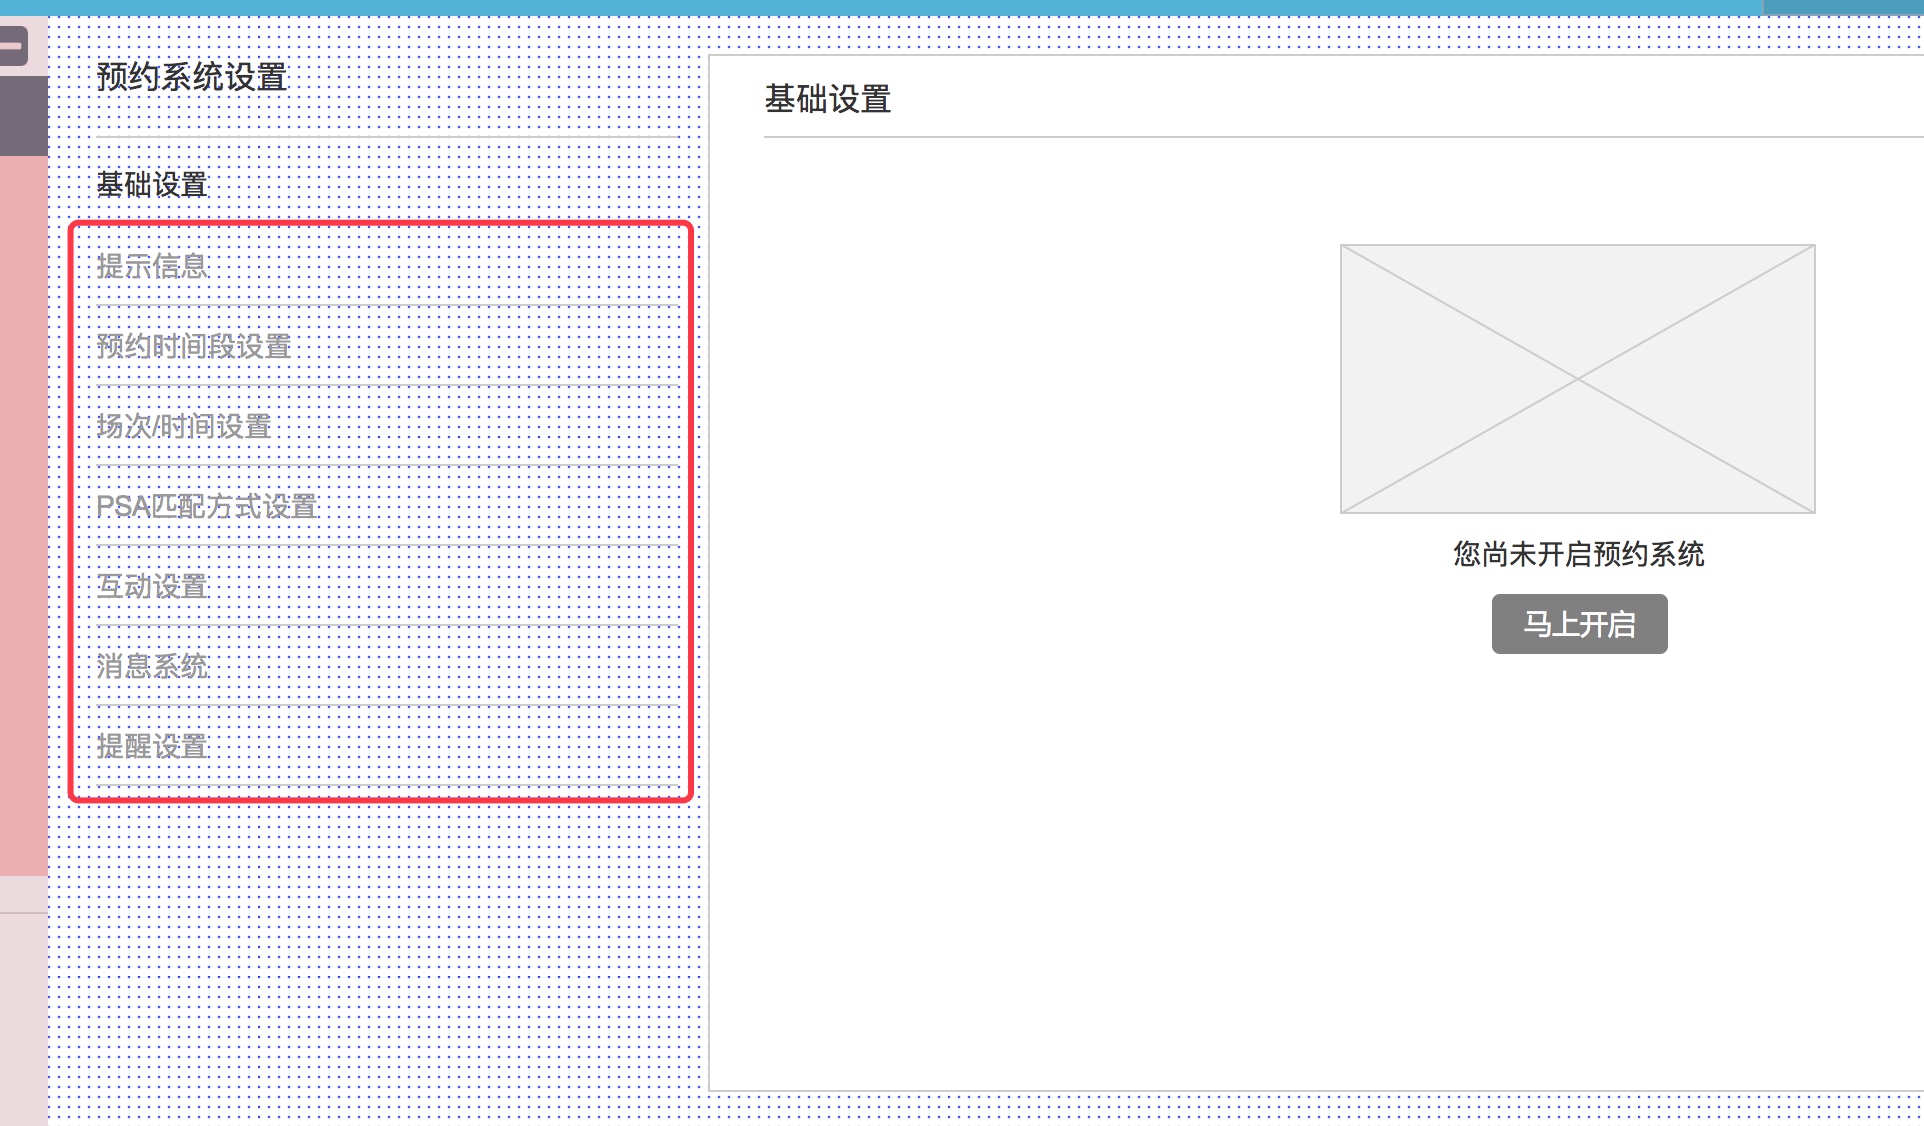 预约系统设置
基础设置
提示信息
预约时间段设置
场次/时间设置
PSA匹配方式设置
互动设置
消息系统
提醒设置
基础设置
您尚未开启预约系统
马上开启